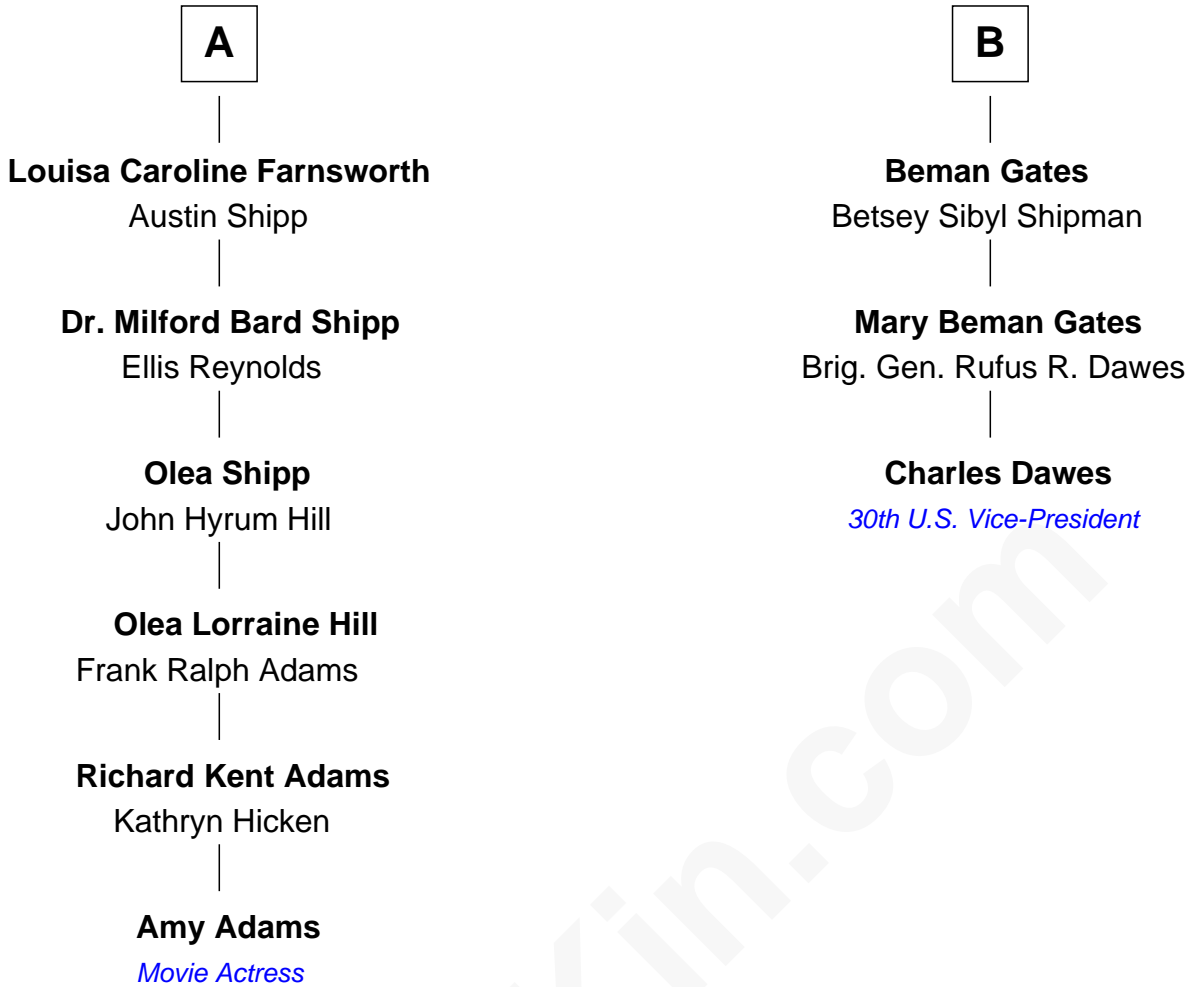 A
Louisa Caroline Farnsworth
Austin Shipp
Dr. Milford Bard Shipp
Ellis Reynolds
Olea Shipp
John Hyrum Hill
Olea Lorraine Hill
Frank Ralph Adams
Richard Kent Adams
Kathryn Hicken
Amy Adams
Movie Actress
B
Beman Gates
Betsey Sibyl Shipman
Mary Beman Gates
Brig. Gen. Rufus R. Dawes
Charles Dawes
30th U.S. Vice-President
Kin.com